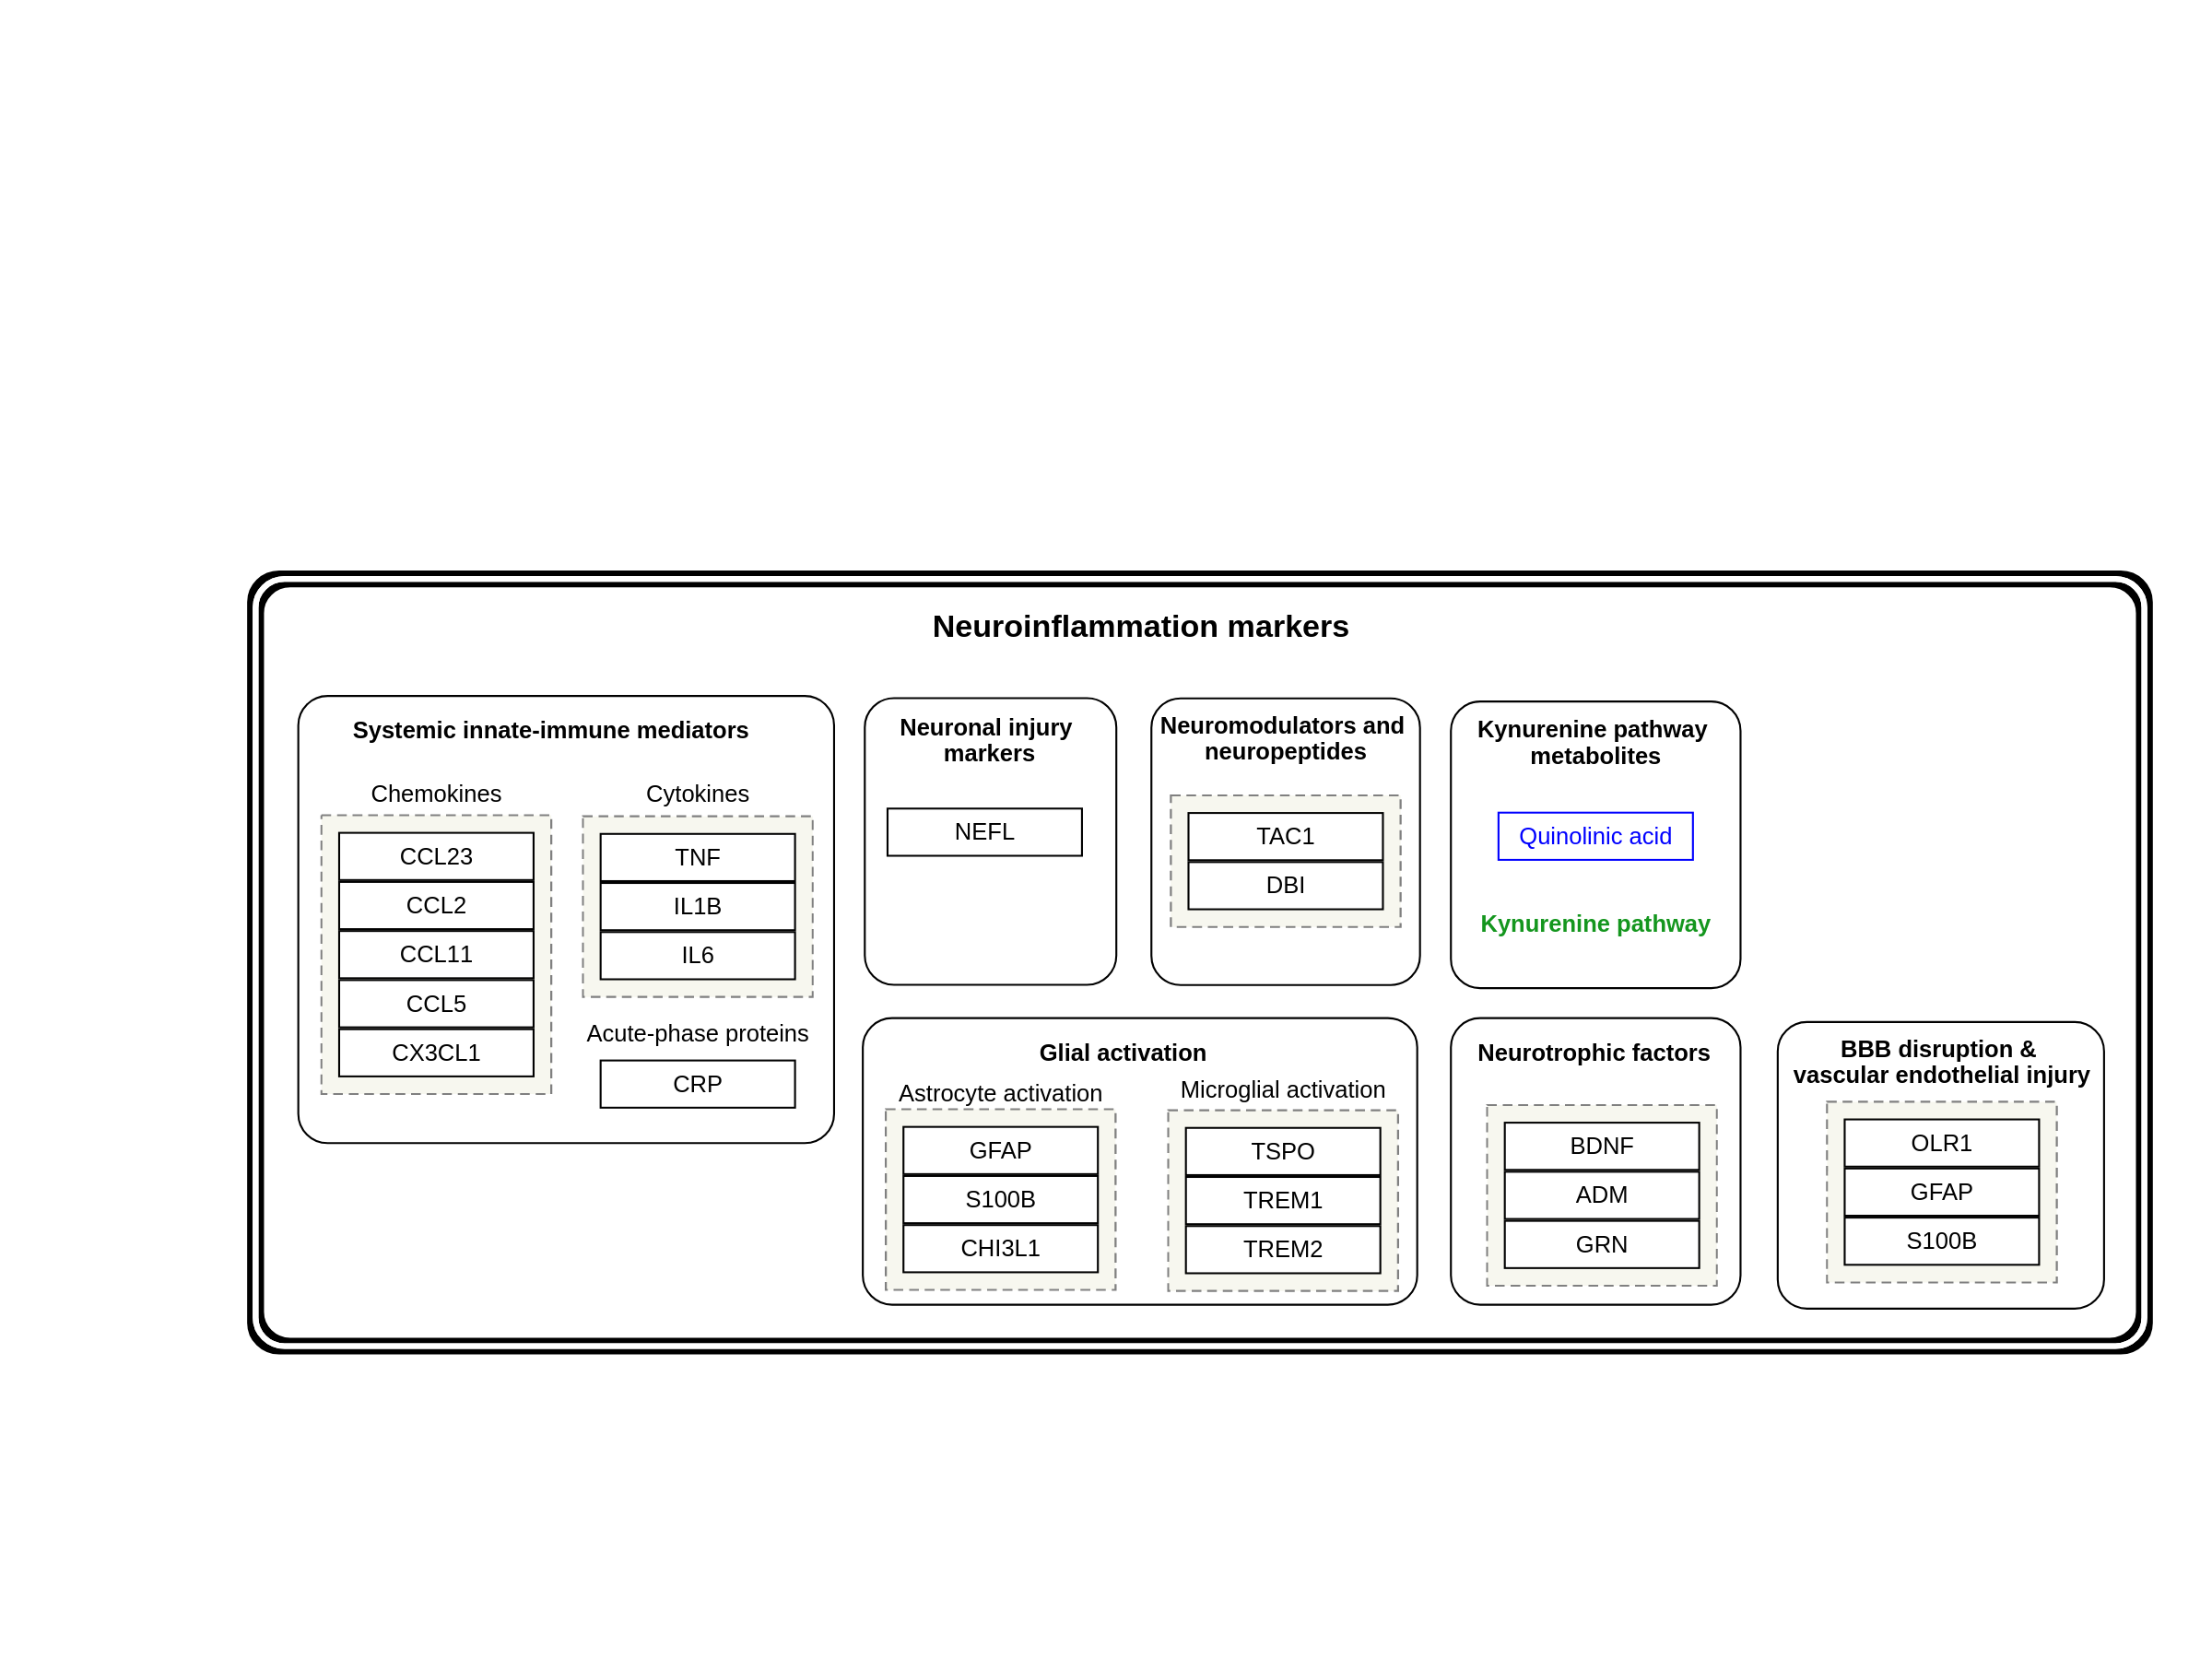 Neuroinflammation markers
Systemic innate-immune mediators
Chemokines
CCL23
CCL2
CCL11
CCL5
CX3CL1
Cytokines
TNF
IL1B
IL6
Acute-phase proteins
CRP
Neuronal injury
markers
NEFL
Neuromodulators and
neuropeptides
TAC1
DBI
Kynurenine pathway
metabolites
Quinolinic acid
Kynurenine pathway
Glial activation
Astrocyte activation
GFAP
S100B
CHI3L1
Microglial activation
TSPO
TREM1
TREM2
Neurotrophic factors
BDNF
ADM
GRN
BBB disruption &
vascular endothelial injury
OLR1
GFAP
S100B